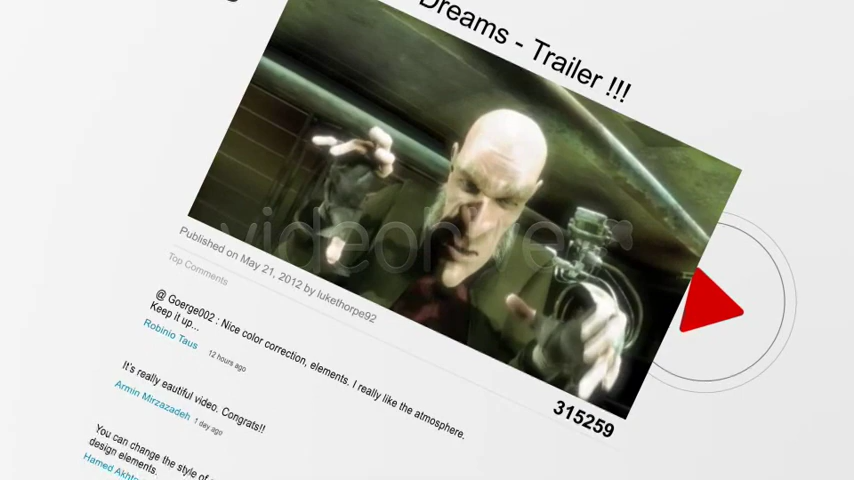 Dreams - Trailer !!!
videohive
Published on May 21, 2012 by lukethorpe92
315259
Top Comments
@ Goerge002 : Nice color correction, elements. I really like the atmosphere.
Keep it up...
Robinio Taus 12 hours ago
It's really eautiful video. Congrats!!
Armin Mirzazadeh 1 day ago
You can change the style of
design elements.
Hamed